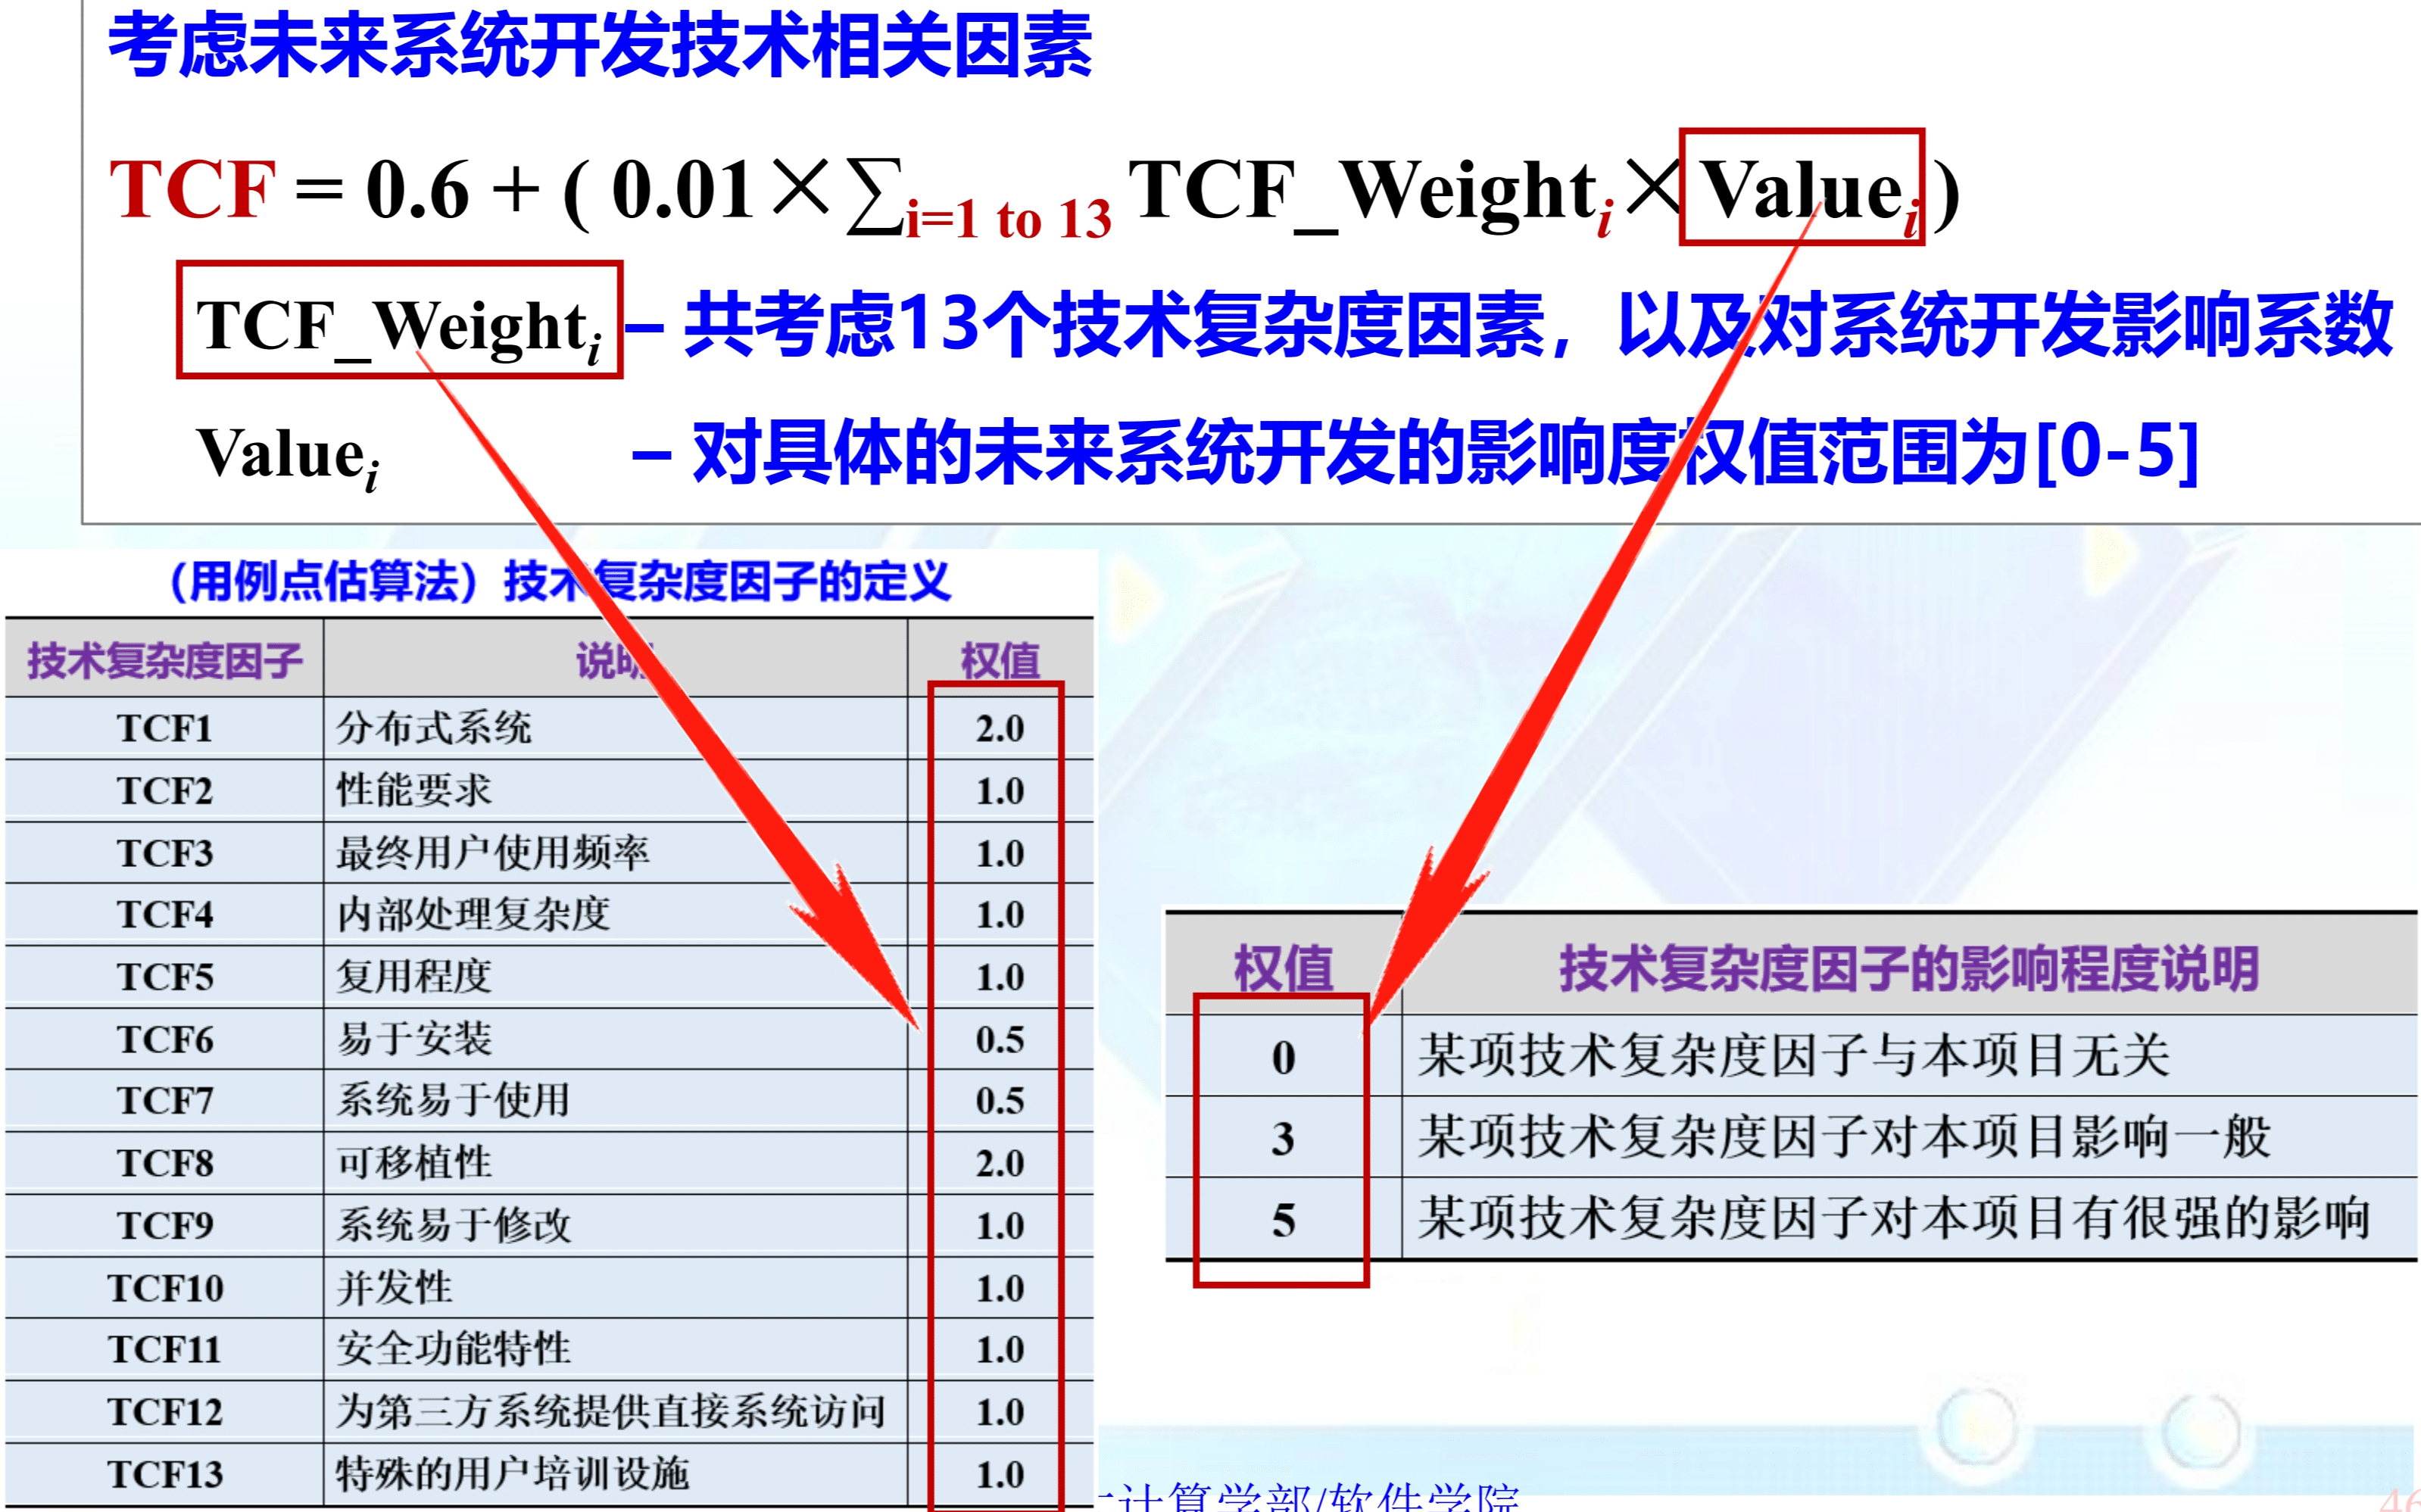 考虑未来系统开发技术相关因素
TCF = 0.6 + ( 0.01×∑i=1 to 13 TCF_Weighti×Valuei)
TCF_Weighti – 共考虑13个技术复杂度因素，以及对系统开发影响系数
Valuei – 对具体的未来系统开发的影响度权值范围为[0-5]
（用例点估算法）技术复杂度因子的定义
技术复杂度因子 说明 权值
TCF1 分布式系统 2.0
TCF2 性能要求 1.0
TCF3 最终用户使用频率 1.0
TCF4 内部处理复杂度 1.0
TCF5 复用程度 1.0
TCF6 易于安装 0.5
TCF7 系统易于使用 0.5
TCF8 可移植性 2.0
TCF9 系统易于修改 1.0
TCF10 并发性 1.0
TCF11 安全功能特性 1.0
TCF12 为第三方系统提供直接系统访问 1.0
TCF13 特殊的用户培训设施 1.0
权值 技术复杂度因子的影响程度说明
0 某项技术复杂度因子与本项目无关
3 某项技术复杂度因子对本项目影响一般
5 某项技术复杂度因子对本项目有很强的影响
计算学部/软件学院
46